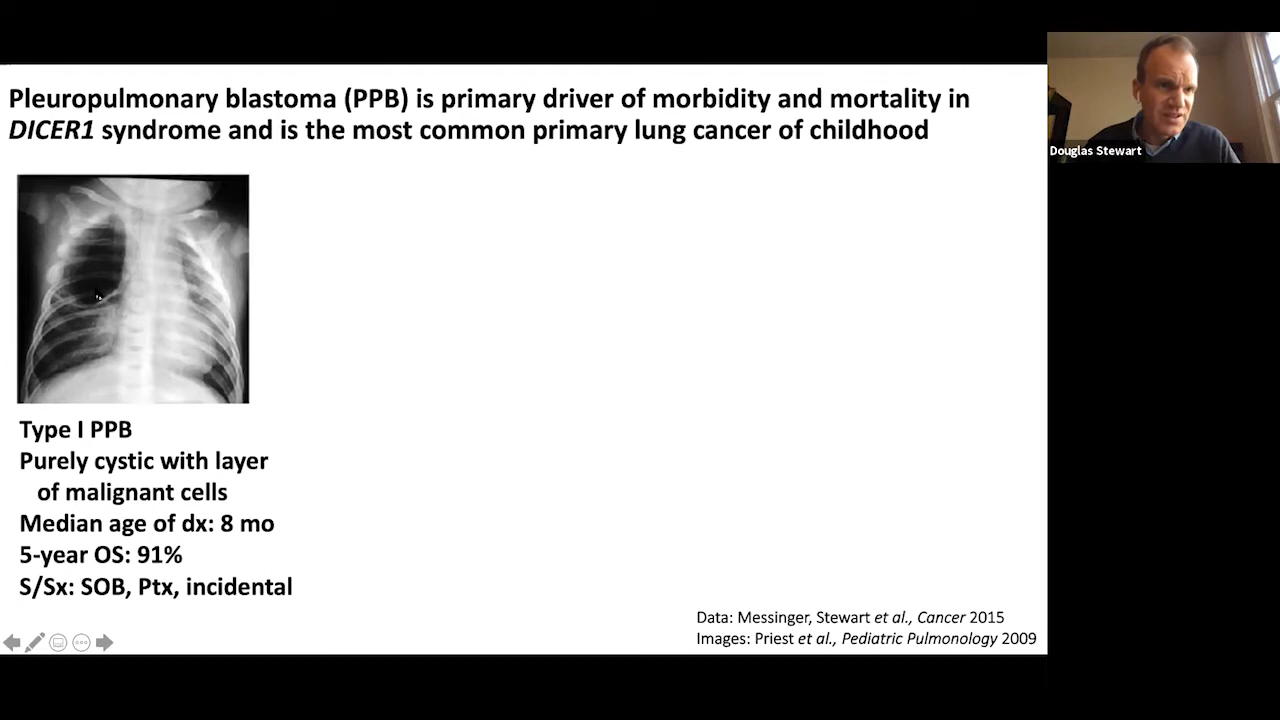 Pleuropulmonary blastoma (PPB) is primary driver of morbidity and mortality in
DICER1 syndrome and is the most common primary lung cancer of childhood
Douglas Stewart
Type I PPB
Purely cystic with layer
of malignant cells
Median age of dx: 8 mo
5-year OS: 91%
S/Sx: SOB, Ptx, incidental
Data: Messinger, Stewart et al., Cancer 2015
Images: Priest et al., Pediatric Pulmonology 2009